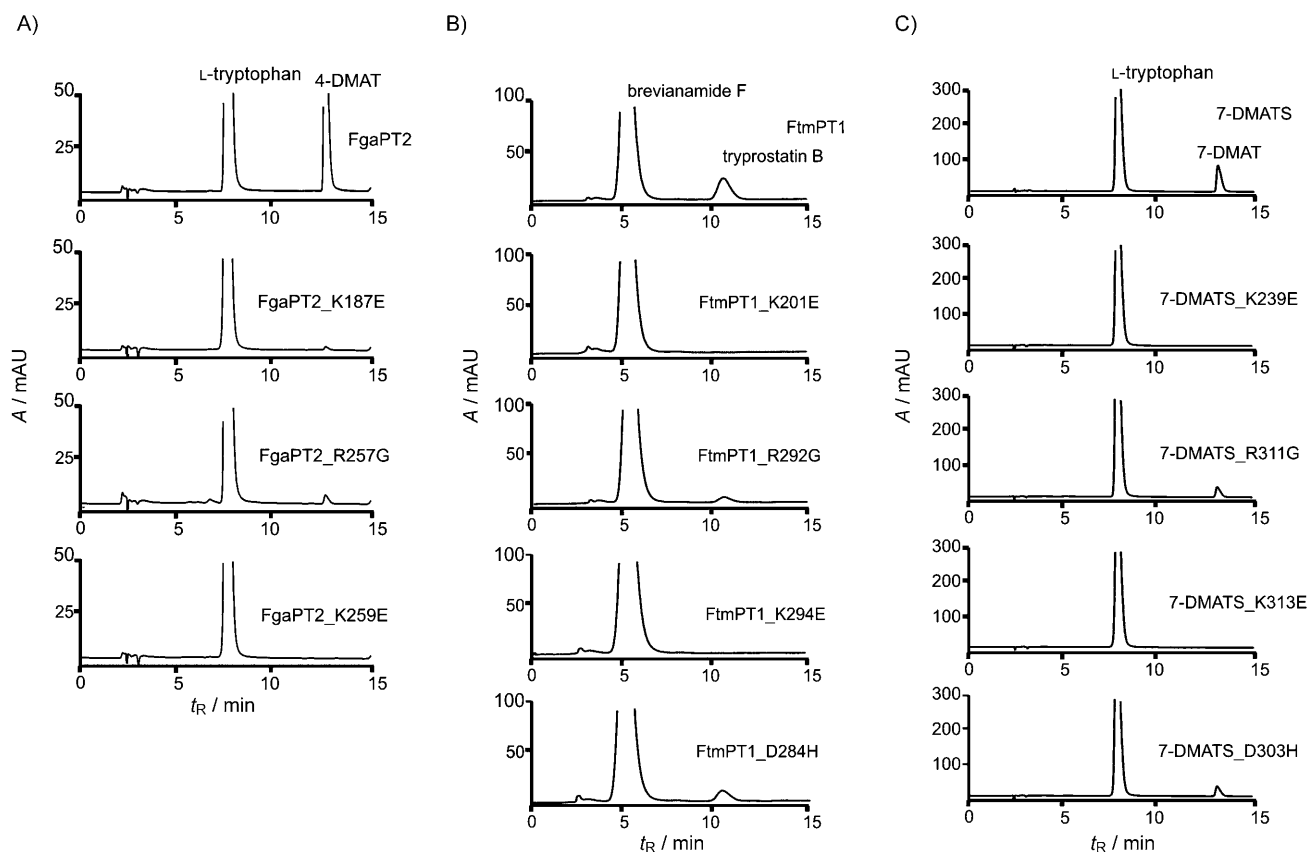 A)
50
25
L-tryptophan
4-DMAT
FgaPT2
0 5 10 15
50
25
FgaPT2_K187E
0 5 10 15
50
25
FgaPT2_R257G
0 5 10 15
50
25
FgaPT2_K259E
0 5 10 15
A / mAU
tR / min
B)
100
50
brevianamide F
FtmPT1
tryprostatin B
0 5 10 15
100
50
FtmPT1_K201E
0 5 10 15
100
50
FtmPT1_R292G
0 5 10 15
100
50
FtmPT1_K294E
0 5 10 15
100
50
FtmPT1_D284H
0 5 10 15
A / mAU
tR / min
C)
300
200
100
L-tryptophan
7-DMATS
7-DMAT
0 5 10 15
300
200
100
7-DMATS_K239E
0 5 10 15
300
200
100
7-DMATS_R311G
0 5 10 15
300
200
100
7-DMATS_K313E
0 5 10 15
300
200
100
7-DMATS_D303H
0 5 10 15
A / mAU
tR / min